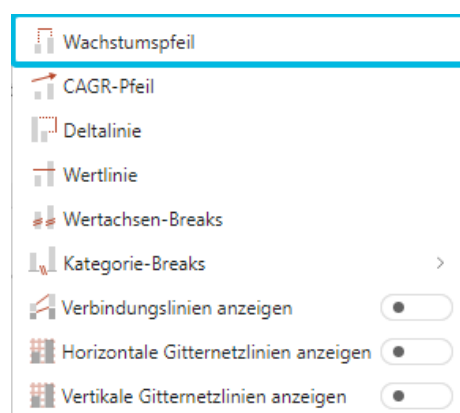 Wachstumspfeil
CAGR-Pfeil
Deltalinie
Wertlinie
Wertachsen-Breaks
Kategorie-Breaks
Verbindungslinien anzeigen
Horizontale Gitternetzlinien anzeigen
Vertikale Gitternetzlinien anzeigen